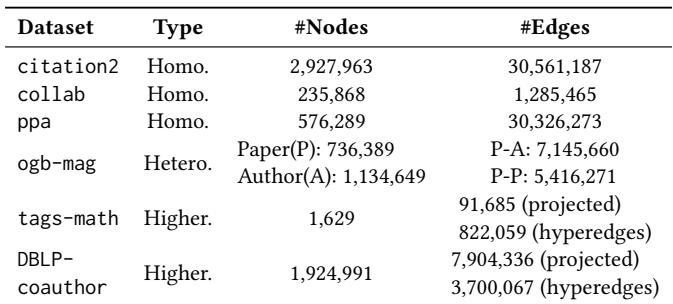 Dataset Type #Nodes #Edges
citation2 Homo. 2,927,963 30,561,187
collab Homo. 235,868 1,285,465
ppa Homo. 576,289 30,326,273
ogb-mag Hetero. Paper(P): 736,389 P-A: 7,145,660
Author(A): 1,134,649 P-P: 5,416,271
tags-math Higher. 1,629 91,685 (projected)
822,059 (hyperedges)
DBLP- Higher. 1,924,991 7,904,336 (projected)
coauthor 3,700,067 (hyperedges)